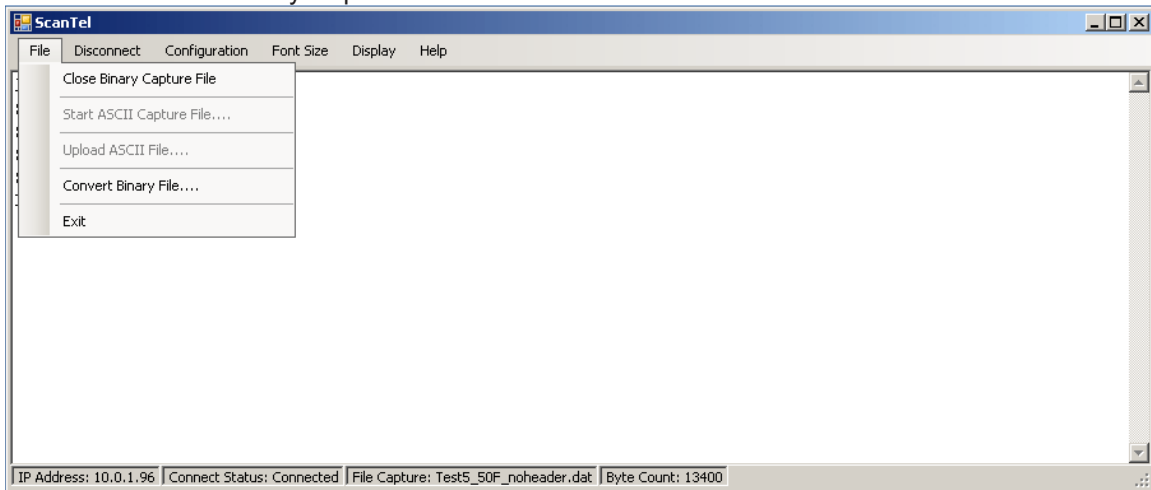 ScanTel
File Disconnect Configuration Font Size Display Help
Close Binary Capture File
Start ASCII Capture File....
Upload ASCII File....
Convert Binary File....
Exit
IP Address: 10.0.1.96 Connect Status: Connected File Capture: Test5_50F_noheader.dat Byte Count: 13400